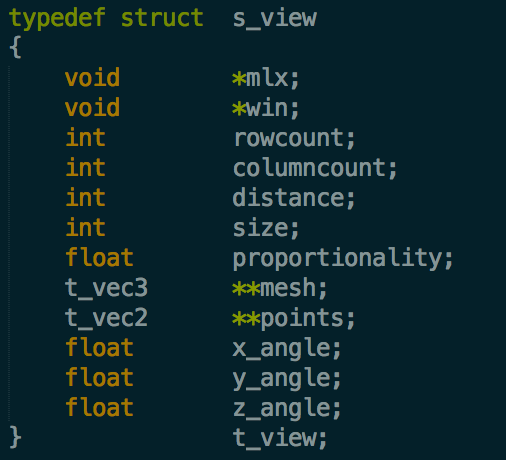 typedef struct  s_view
{
    void        *mlx;
    void        *win;
    int         rowcount;
    int         columncount;
    int         distance;
    int         size;
    float       proportionality;
    t_vec3      **mesh;
    t_vec2      **points;
    float       x_angle;
    float       y_angle;
    float       z_angle;
}               t_view;